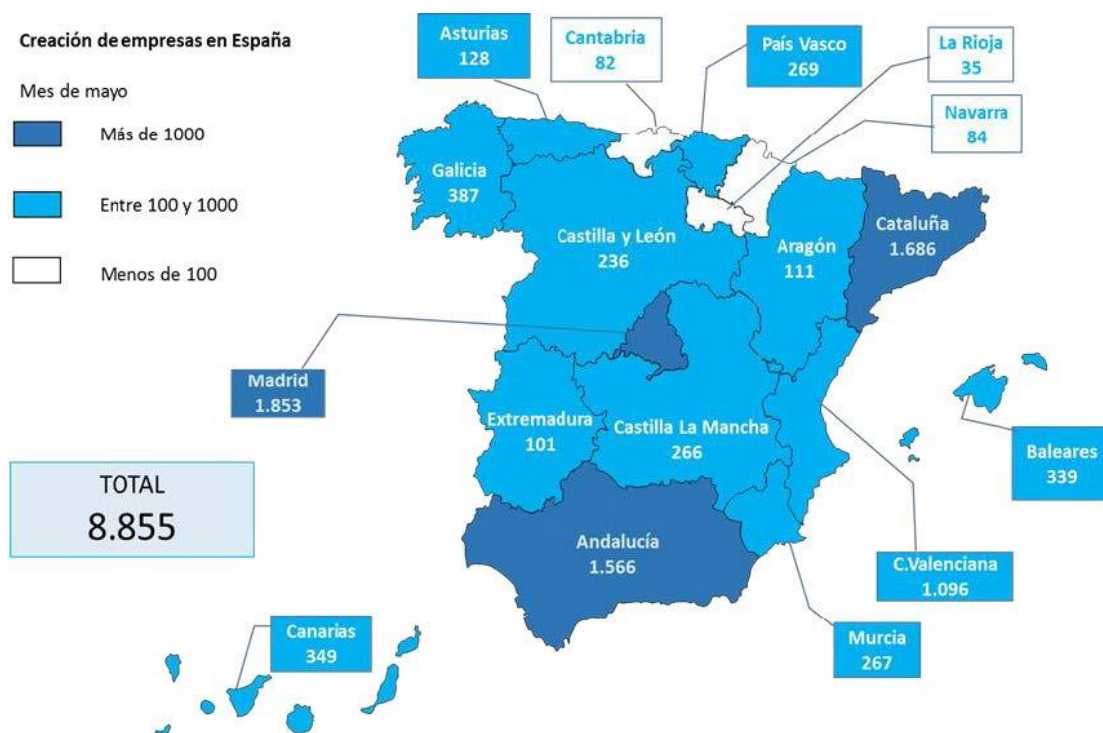 Creación de empresas en España
Mes de mayo
Más de 1000
Entre 100 y 1000
Menos de 100
Asturias
128
Cantabria
82
País Vasco
269
La Rioja
35
Navarra
84
Galicia
387
Castilla y León
236
Aragón
111
Cataluña
1.686
Madrid
1.853
Extremadura
101
Castilla La Mancha
266
Baleares
339
TOTAL
8.855
Andalucía
1.566
C.Valenciana
1.096
Canarias
349
Murcia
267